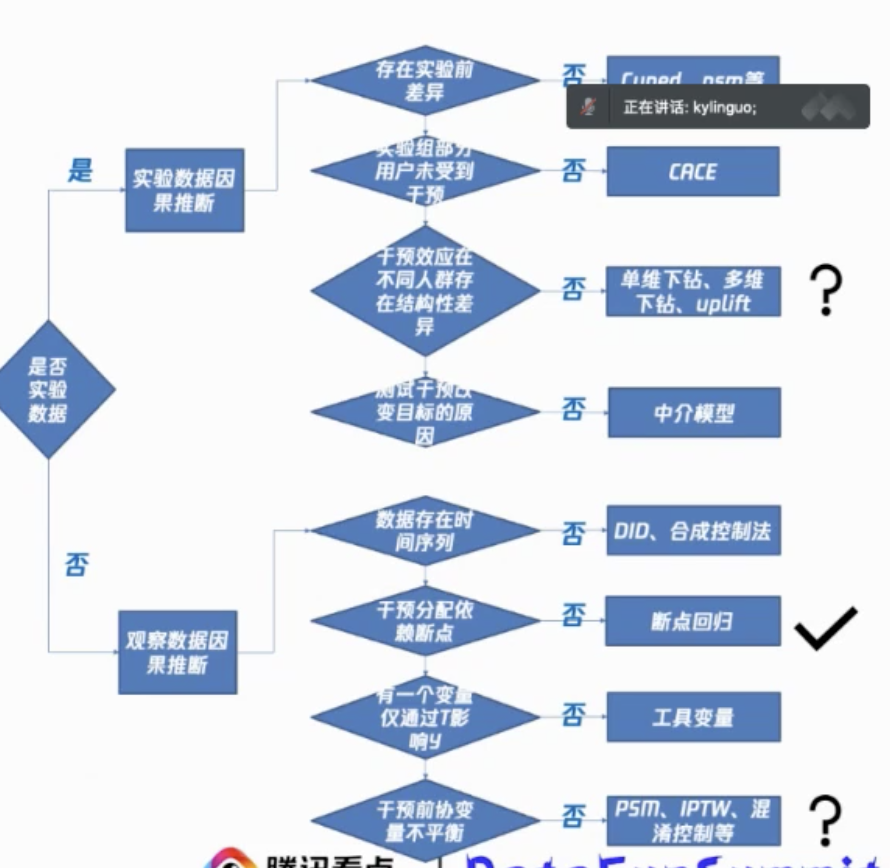 存在实验前
差异
否
Cuped、psm等
正在讲话: kylinguo;
是
实验数据因
果推断
实验组部分
用户未受到
干预
否
CACE
干预效应在
不同人群存
在结构性差
异
否
单维下钻、多维
下钻、uplift
?
是否
实验
数据
测试干预改
变目标的原
因
否
中介模型
数据存在时
间序列
否
DID、合成控制法
否
干预分配依
赖断点
否
断点回归
观察数据因
果推断
有一个变量
仅通过T影
响y
否
工具变量
干预前协变
量不平衡
否
PSM、IPTW、混
淆控制等
?
腾讯看点
DataFunSummit